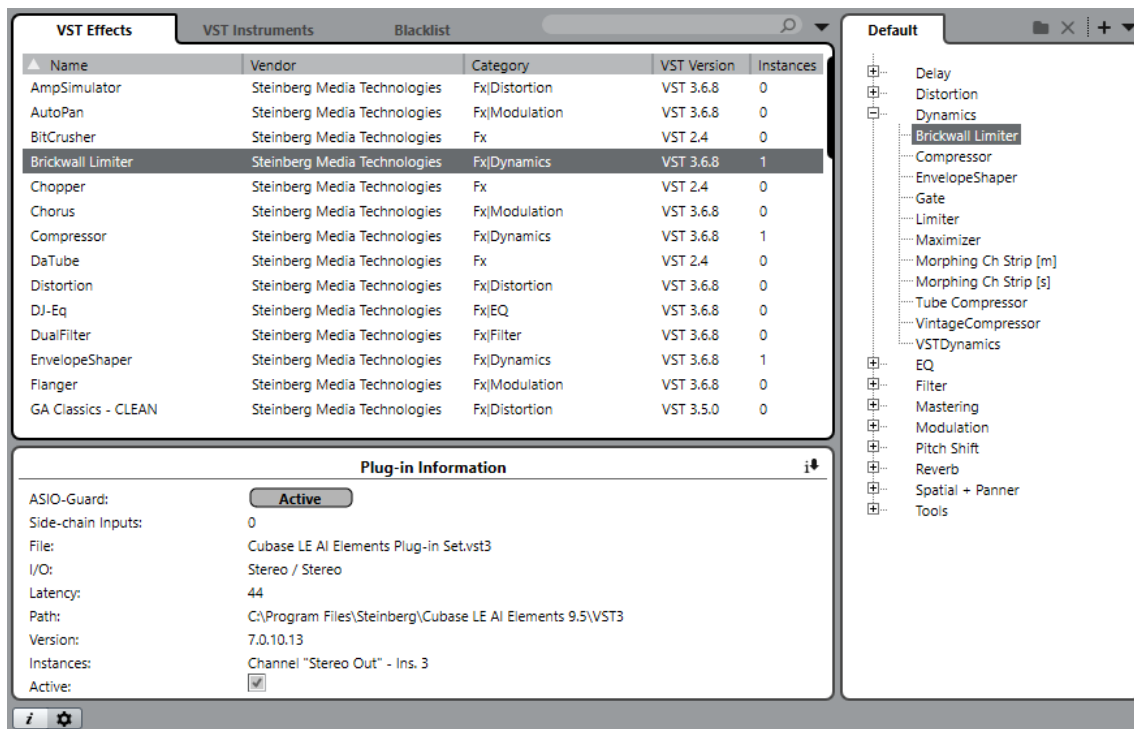 VST Effects VST Instruments Blacklist
Name Vendor Category VST Version Instances
AmpSimulator Steinberg Media Technologies Fx|Distortion VST 3.6.8 0
AutoPan Steinberg Media Technologies Fx|Modulation VST 3.6.8 0
BitCrusher Steinberg Media Technologies Fx VST 2.4 0
Brickwall Limiter Steinberg Media Technologies Fx|Dynamics VST 3.6.8 1
Chopper Steinberg Media Technologies Fx VST 2.4 0
Chorus Steinberg Media Technologies Fx|Modulation VST 3.6.8 0
Compressor Steinberg Media Technologies Fx|Dynamics VST 3.6.8 1
DaTube Steinberg Media Technologies Fx VST 2.4 0
Distortion Steinberg Media Technologies Fx|Distortion VST 3.6.8 0
DJ-Eq Steinberg Media Technologies Fx|EQ VST 3.6.8 0
DualFilter Steinberg Media Technologies Fx|Filter VST 3.6.8 0
EnvelopeShaper Steinberg Media Technologies Fx|Dynamics VST 3.6.8 1
Flanger Steinberg Media Technologies Fx|Modulation VST 3.6.8 0
GA Classics - CLEAN Steinberg Media Technologies Fx|Distortion VST 3.5.0 0
Plug-in Information
ASIO-Guard: Active
Side-chain Inputs: 0
File: Cubase LE AI Elements Plug-in Set.vst3
I/O: Stereo / Stereo
Latency: 44
Path: C:\Program Files\Steinberg\Cubase LE AI Elements 9.5\VST3
Version: 7.0.10.13
Instances: Channel "Stereo Out" - Ins. 3
Active:
Default
Delay
Distortion
Dynamics
Brickwall Limiter
Compressor
EnvelopeShaper
Gate
Limiter
Maximizer
Morphing Ch Strip [m]
Morphing Ch Strip [s]
Tube Compressor
VintageCompressor
VSTDynamics
EQ
Filter
Mastering
Modulation
Pitch Shift
Reverb
Spatial + Panner
Tools